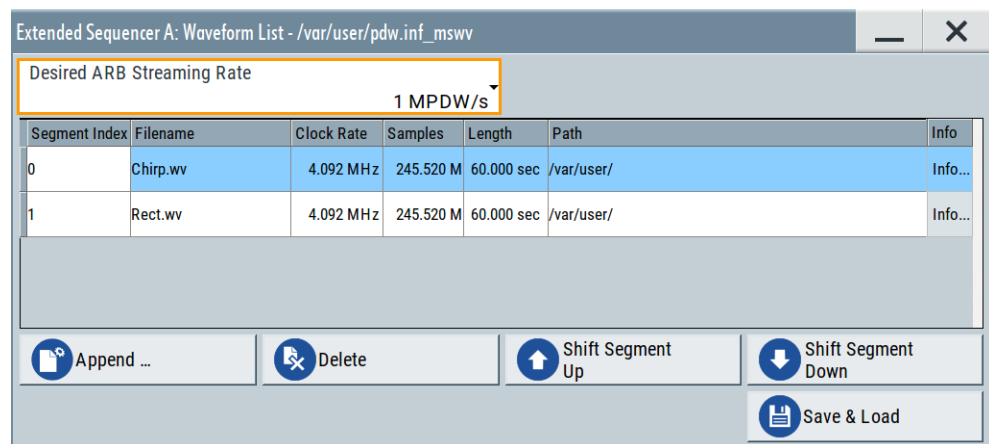 Extended Sequencer A: Waveform List - /var/user/pdw.inf_mswv
Desired ARB Streaming Rate
1 MPDW/s
Segment Index Filename Clock Rate Samples Length Path Info
0 Chirp.wv 4.092 MHz 245.520 M 60.000 sec /var/user/ Info...
1 Rect.wv 4.092 MHz 245.520 M 60.000 sec /var/user/ Info...
Append ...
Delete
Shift Segment
Up
Shift Segment
Down
Save & Load